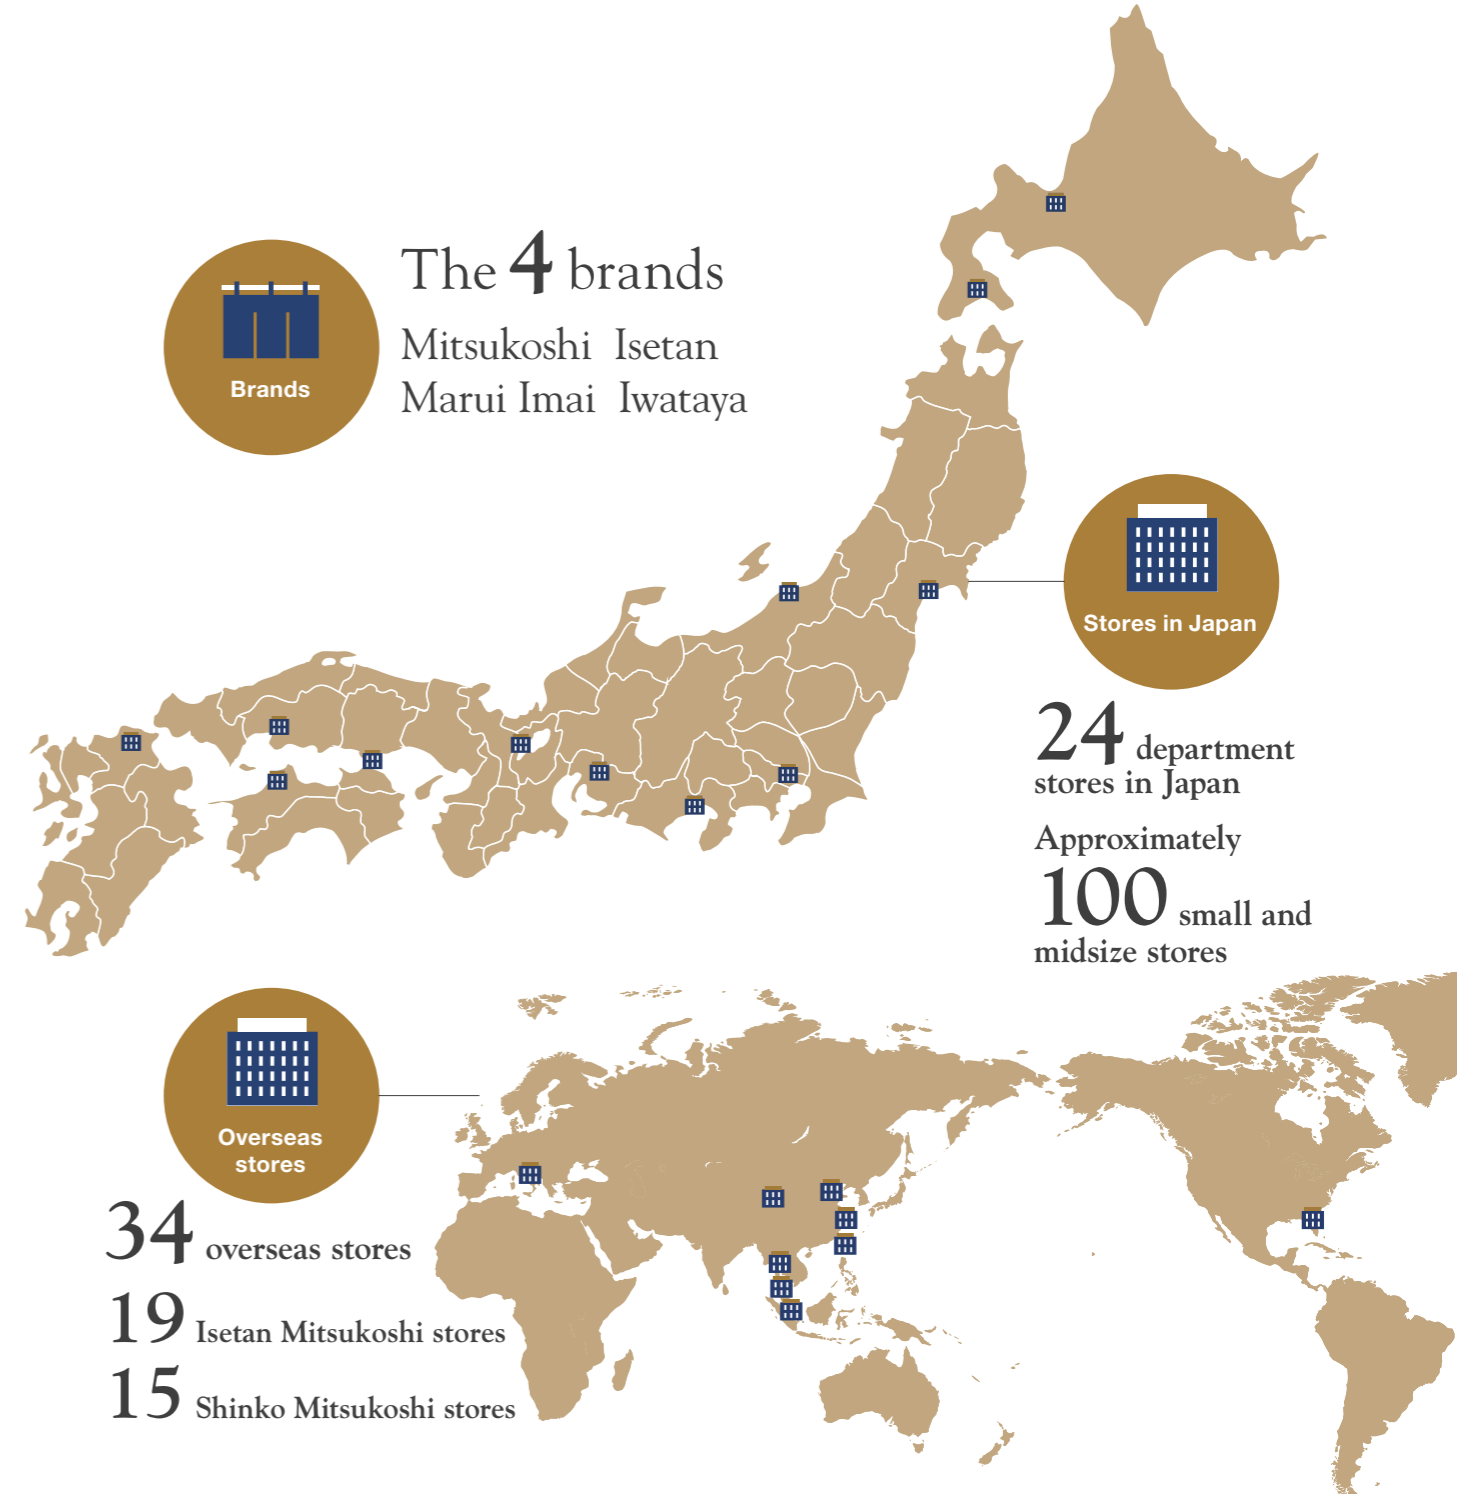 Brands
The 4 brands
Mitsukoshi Isetan
Marui Imai Iwataya
Stores in Japan
24 department
stores in Japan
Approximately
100 small and
midsize stores
Overseas
stores
34 overseas stores
19 Isetan Mitsukoshi stores
15 Shinko Mitsukoshi stores